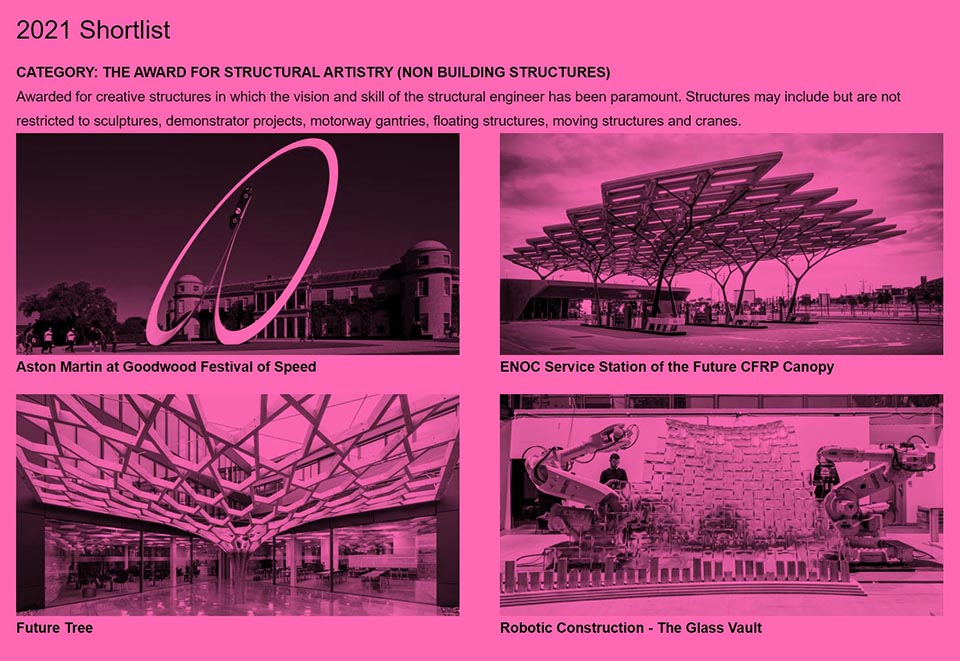 2021 Shortlist
CATEGORY: THE AWARD FOR STRUCTURAL ARTISTRY (NON BUILDING STRUCTURES)
Awarded for creative structures in which the vision and skill of the structural engineer has been paramount. Structures may include but are not
restricted to sculptures, demonstrator projects, motorway gantries, floating structures, moving structures and cranes.
Aston Martin at Goodwood Festival of Speed
ENOC Service Station of the Future CFRP Canopy
Future Tree
Robotic Construction - The Glass Vault